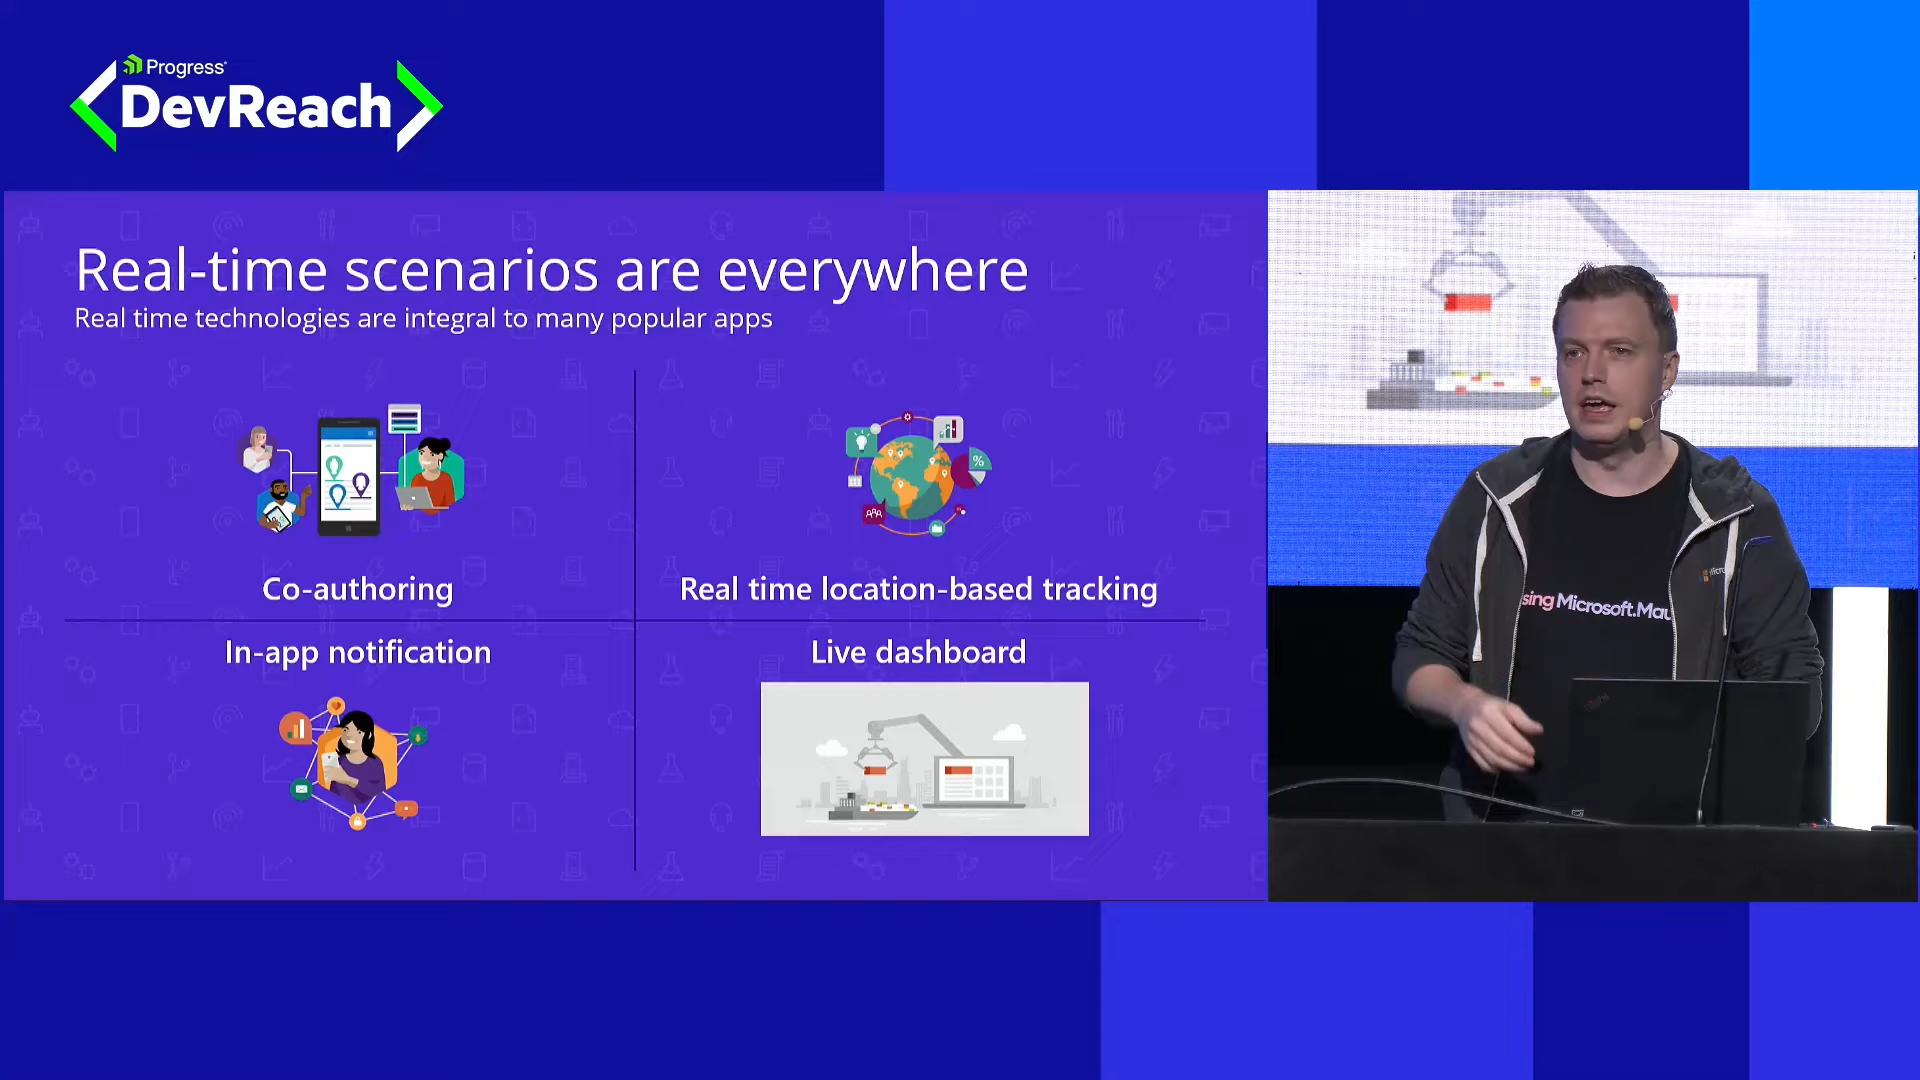 Progress
DevReach
Real-time scenarios are everywhere
Real time technologies are integral to many popular apps
Co-authoring
Real time location-based tracking
In-app notification
Live dashboard
%
sing Microsoft.Mau